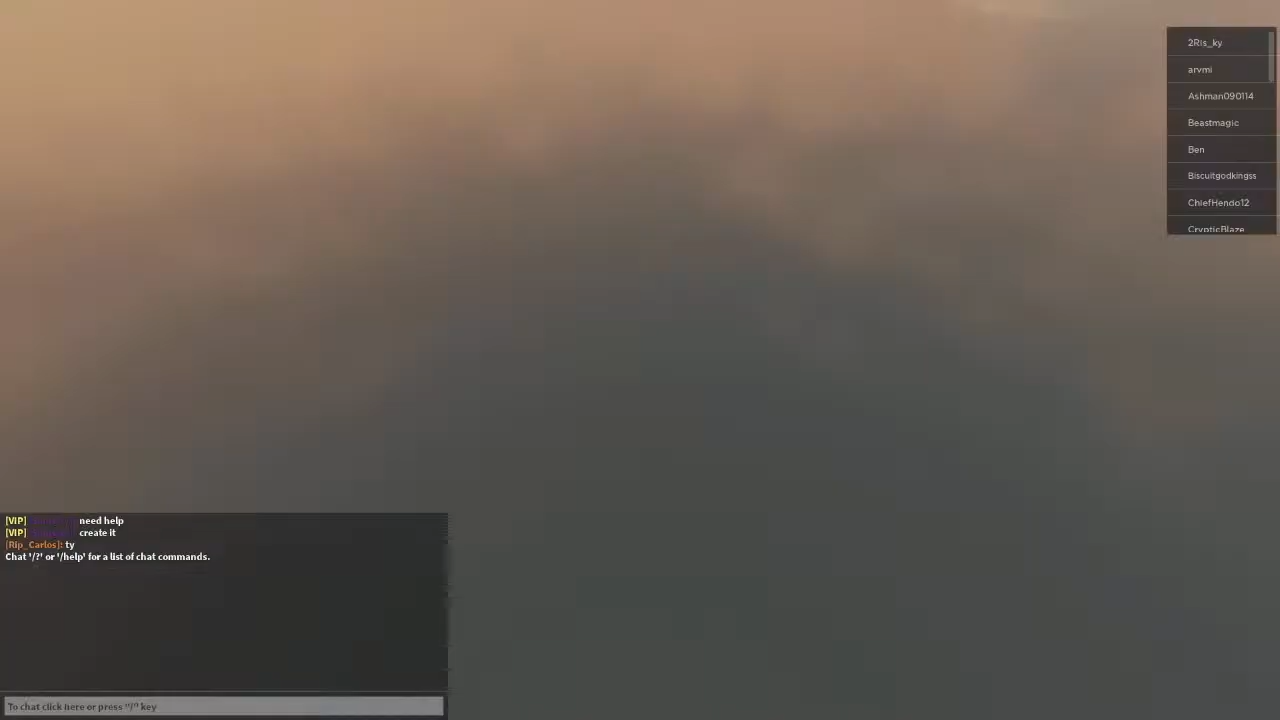 2Ris_ky
arvmi
Ashman090114
Beastmagic
Ben
Biscuitgodkingss
ChiefHendo12
CrypticBlaze
[VIP] need help
[VIP] create it
[Rip_Carlos]: ty
Chat '/?' or '/help' for a list of chat commands.
To chat click here or press "/" key